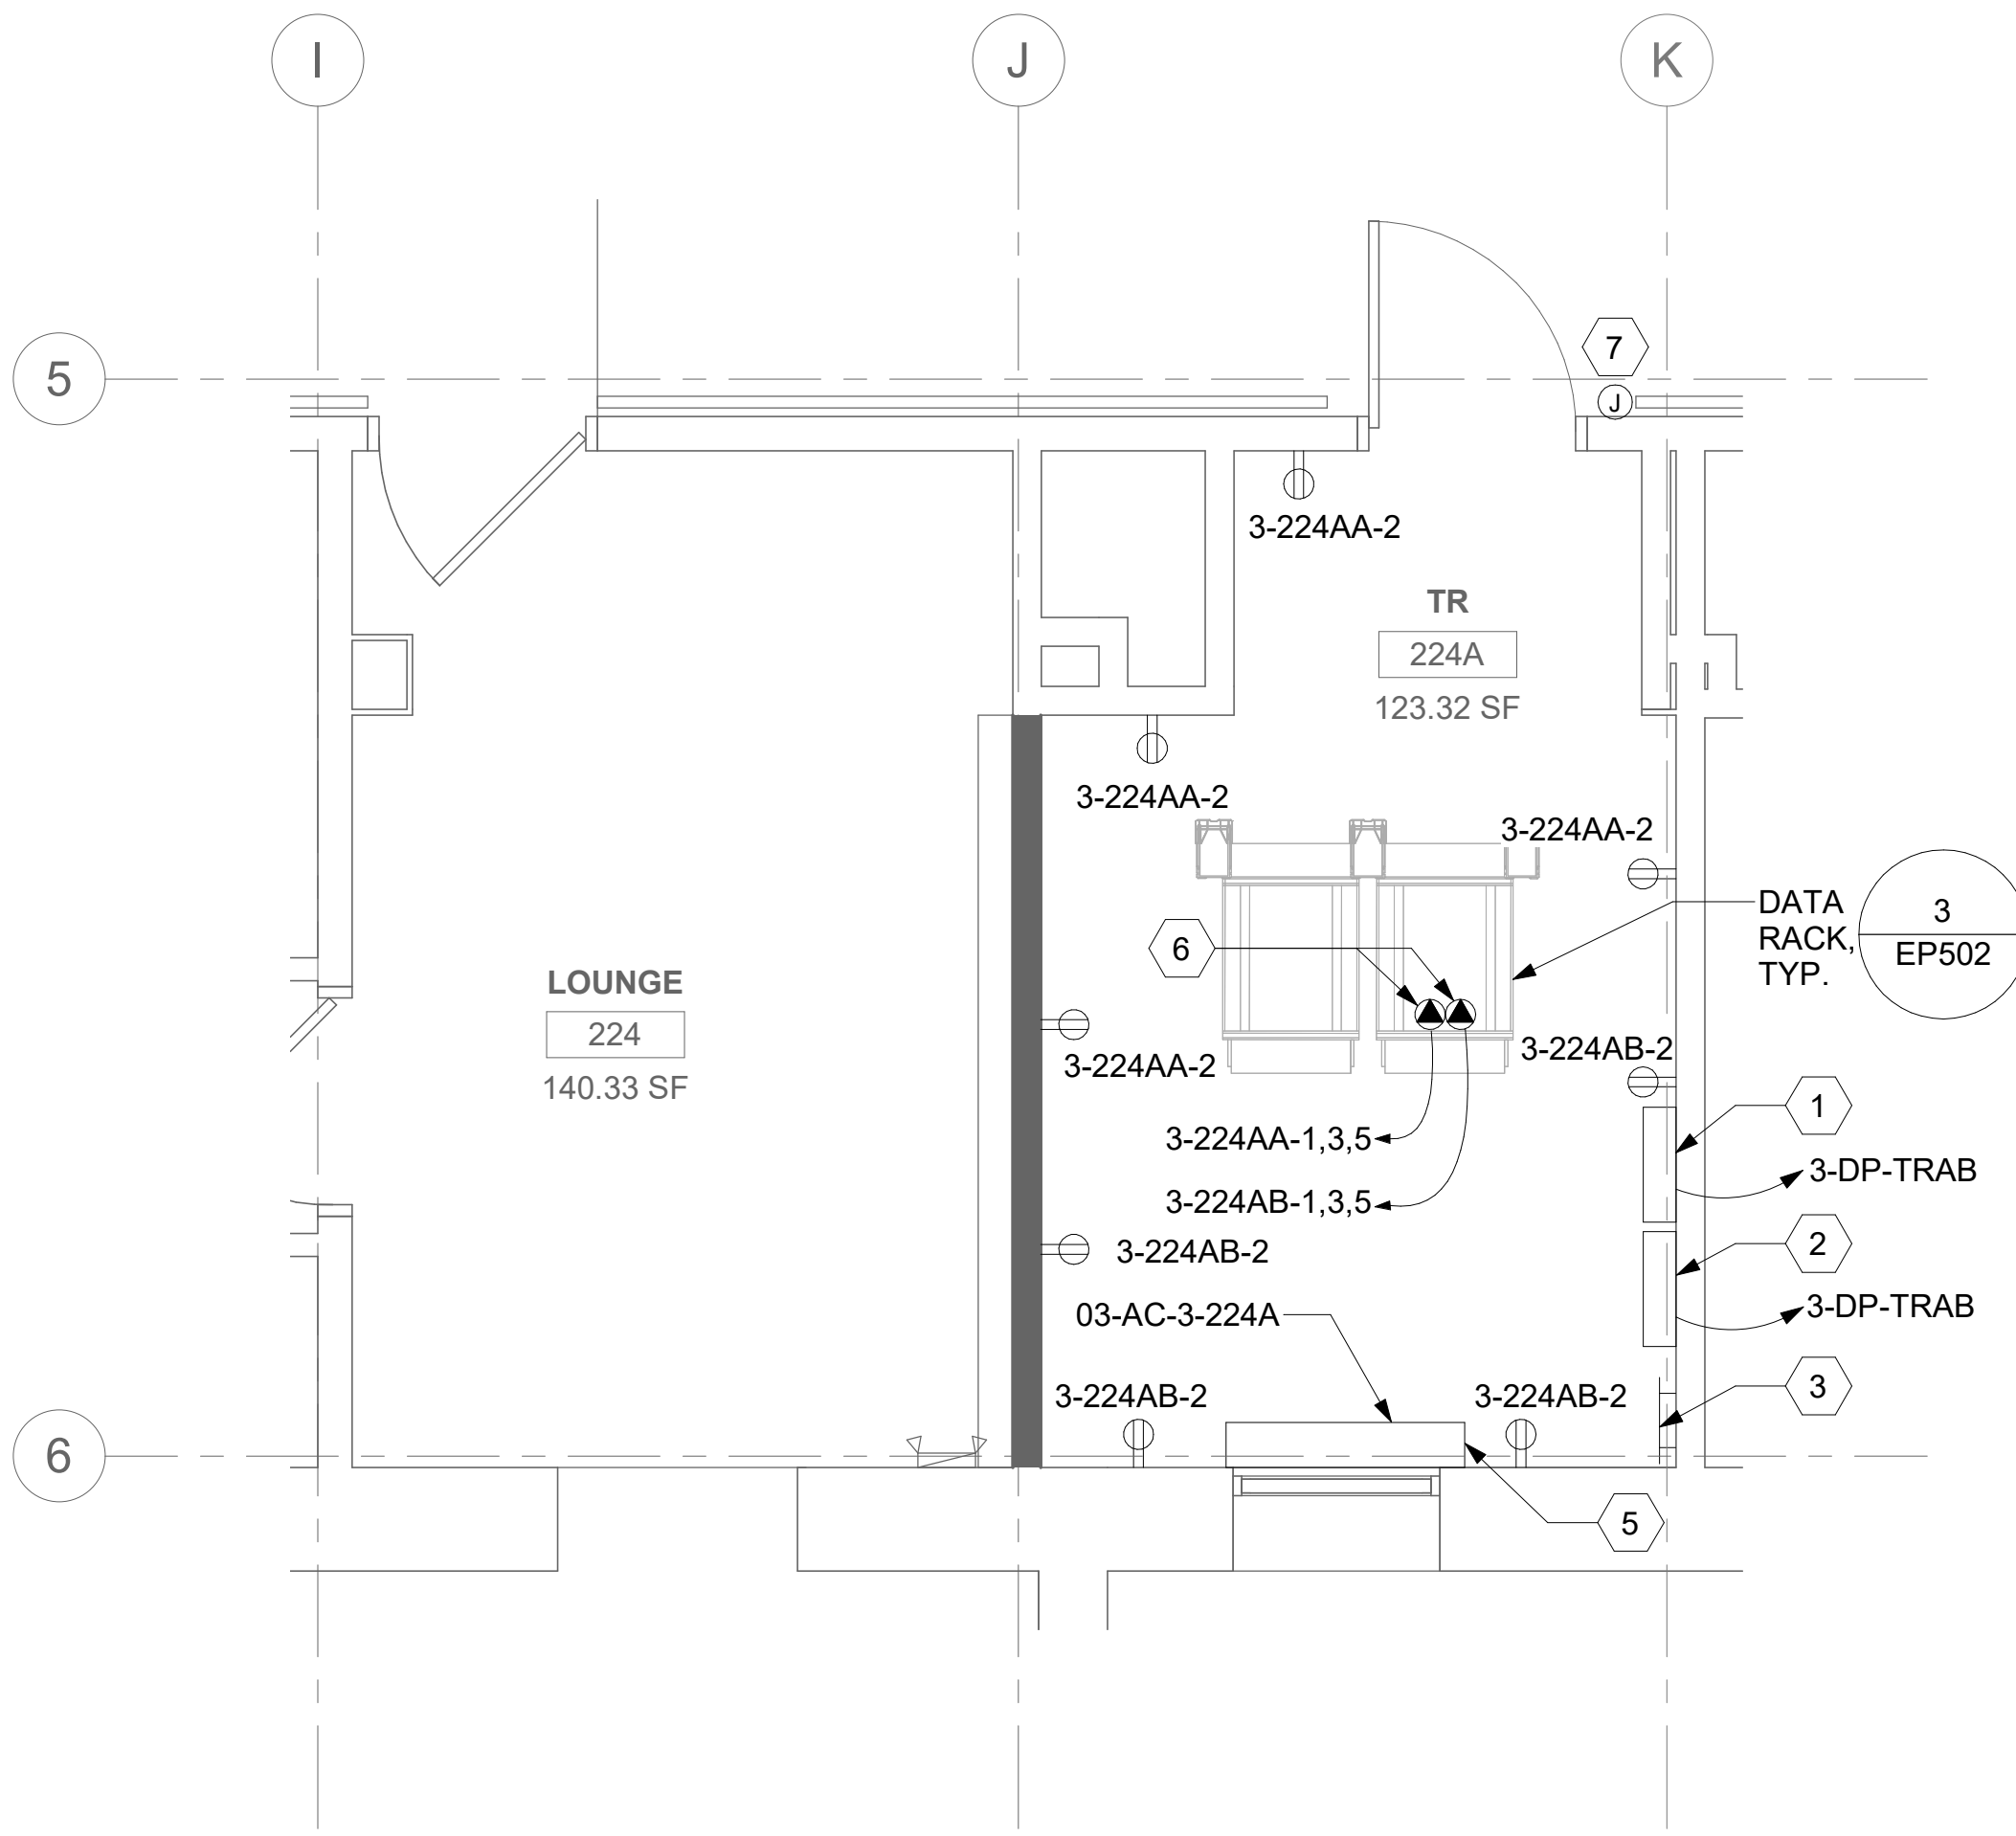 I
J
K
5
7
J
3-224AA-2
TR
224A
123.32 SF
3-224AA-2
3-224AA-2
DATA
RACK,
TYP.
3
EP502
6
LOUNGE
224
140.33 SF
3-224AA-2
3-224AB-2
1
3-224AA-1,3,5
3-DP-TRAB
3-224AB-1,3,5
3-224AB-2
2
03-AC-3-224A
3-DP-TRAB
3-224AB-2
3-224AB-2
3
6
5